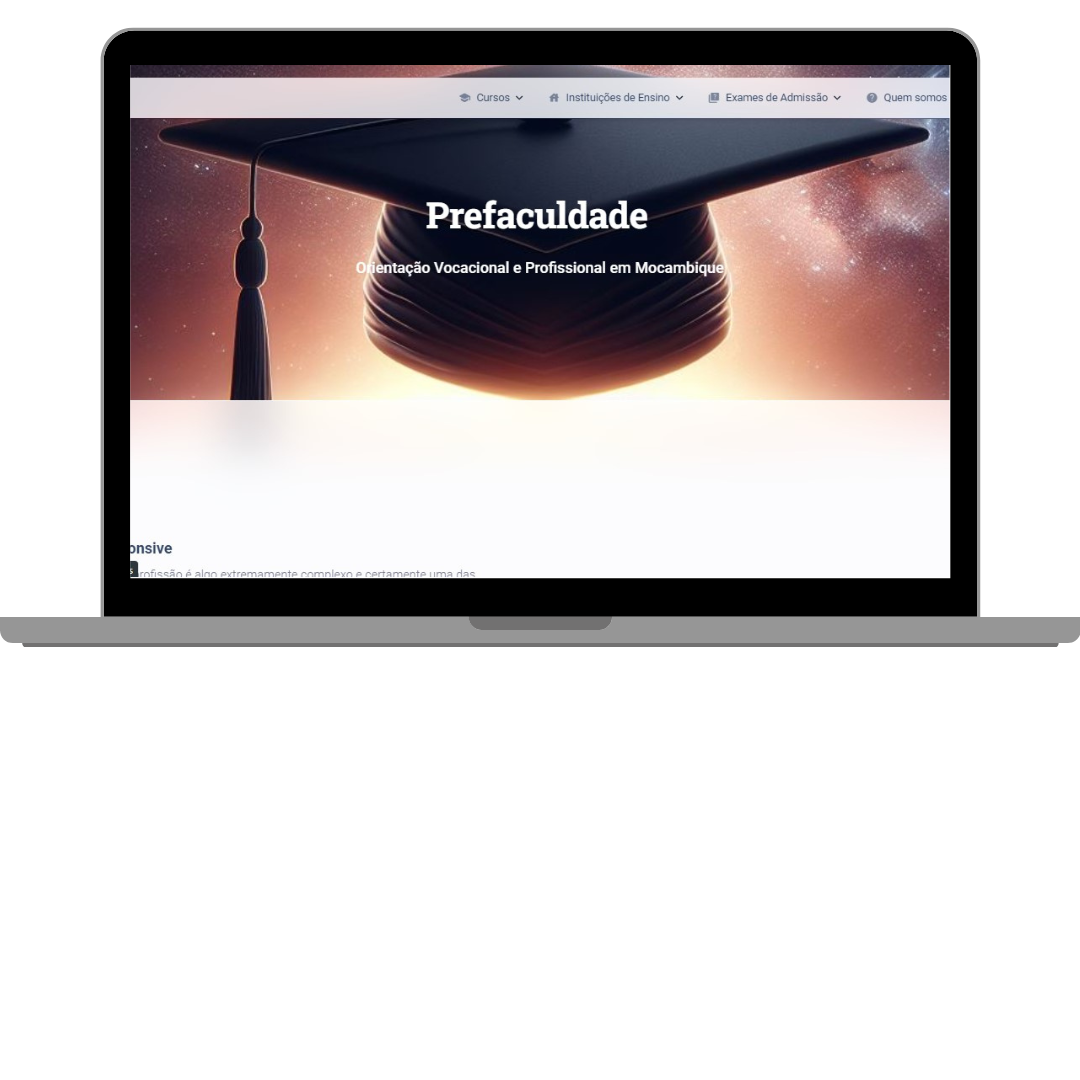 Cursos Instituições de Ensino Exames de Admissão Quem somos
Prefaculdade
Orientação Vocacional e Profissional em Mocambique
onsive
rofissão é algo extremamente complexo e certamente uma das